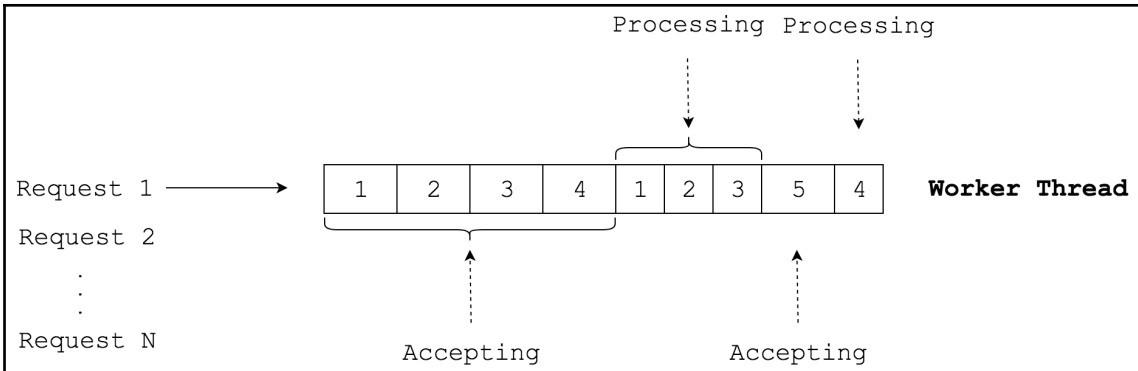 Processing Processing
Request 1 1 2 3 4 1 2 3 5 4 Worker Thread
Request 2
.
.
.
Request N
Accepting Accepting